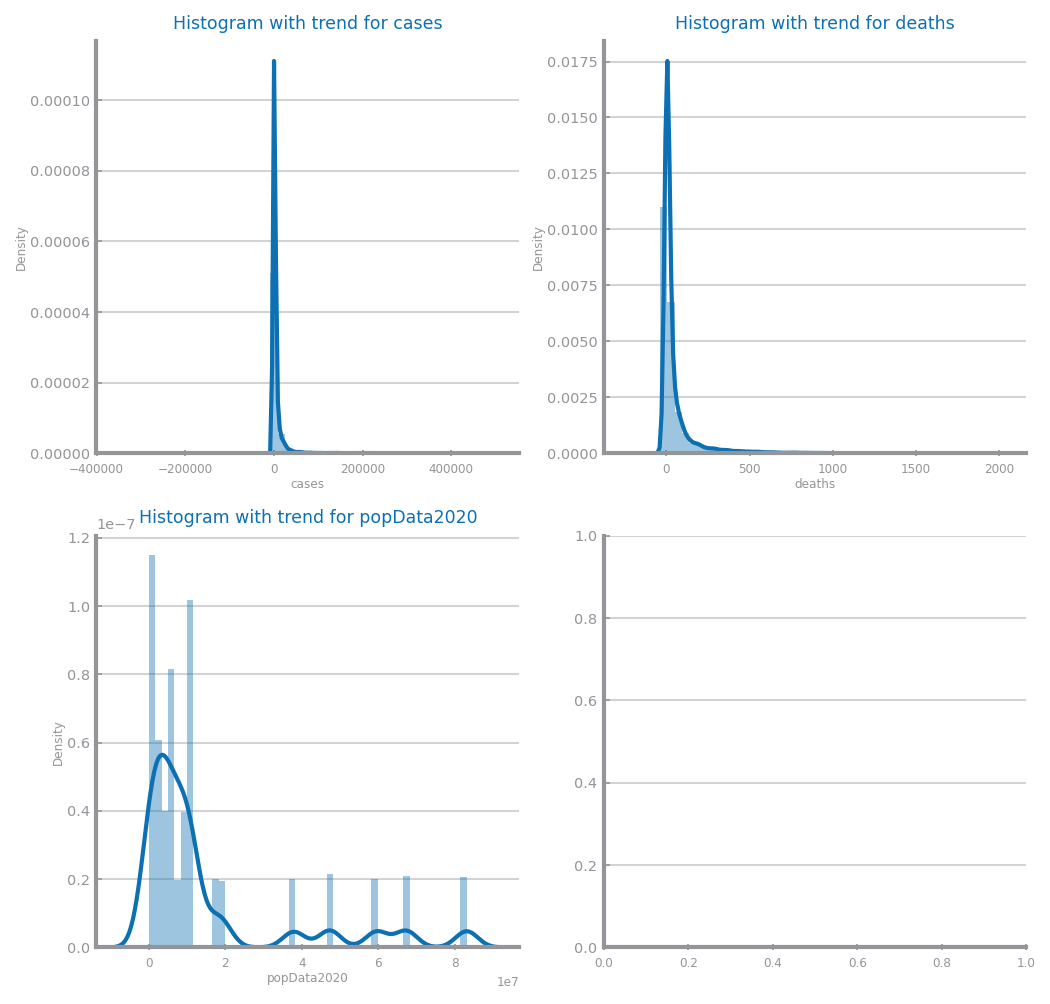 Histogram with trend for cases
Density
0.00010
0.00008
0.00006
0.00004
0.00002
0.00000
−400000 −200000 0 200000 400000
cases
Histogram with trend for deaths
Density
0.0175
0.0150
0.0125
0.0100
0.0075
0.0050
0.0025
0.0000
0 500 1000 1500 2000
deaths
Histogram with trend for popData2020
1e−7
Density
1.2
1.0
0.8
0.6
0.4
0.2
0.0
0 2 4 6 8
popData2020
1e7
1.0
0.8
0.6
0.4
0.2
0.0
0.0 0.2 0.4 0.6 0.8 1.0